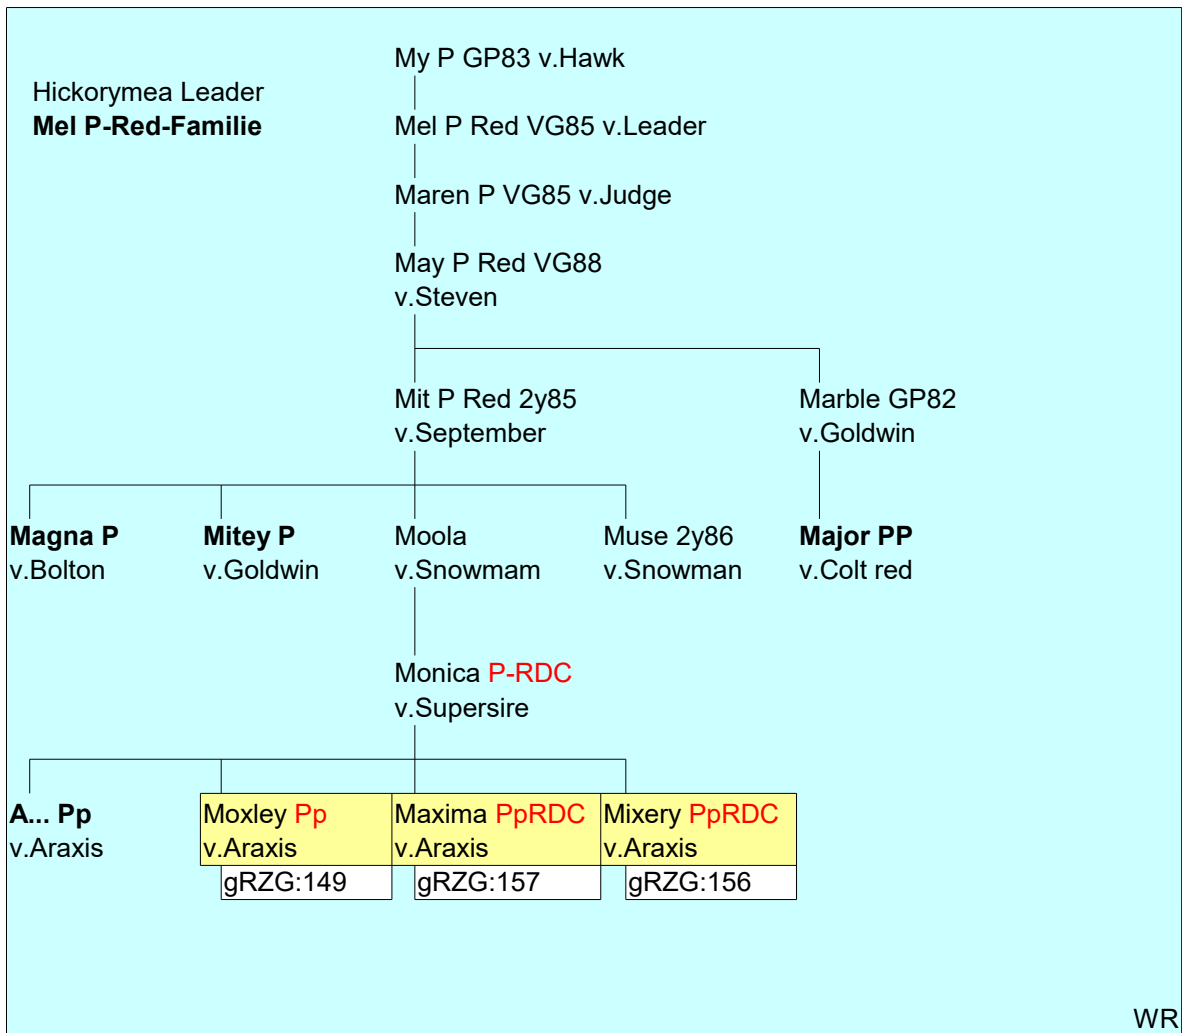 My P GP83 v.Hawk
Hickorymea Leader
Mel P-Red-Familie
Mel P Red VG85 v.Leader
Maren P VG85 v.Judge
May P Red VG88
v.Steven
Mit P Red 2y85
v.September
Marble GP82
v.Goldwin
Magna P
v.Bolton
Mitey P
v.Goldwin
Moola
v.Snowmam
Muse 2y86
v.Snowman
Major PP
v.Colt red
Monica P-RDC
v.Supersire
A... Pp
v.Araxis
Moxley Pp
v.Araxis
gRZG:149
Maxima PpRDC
v.Araxis
gRZG:157
Mixery PpRDC
v.Araxis
gRZG:156
WR